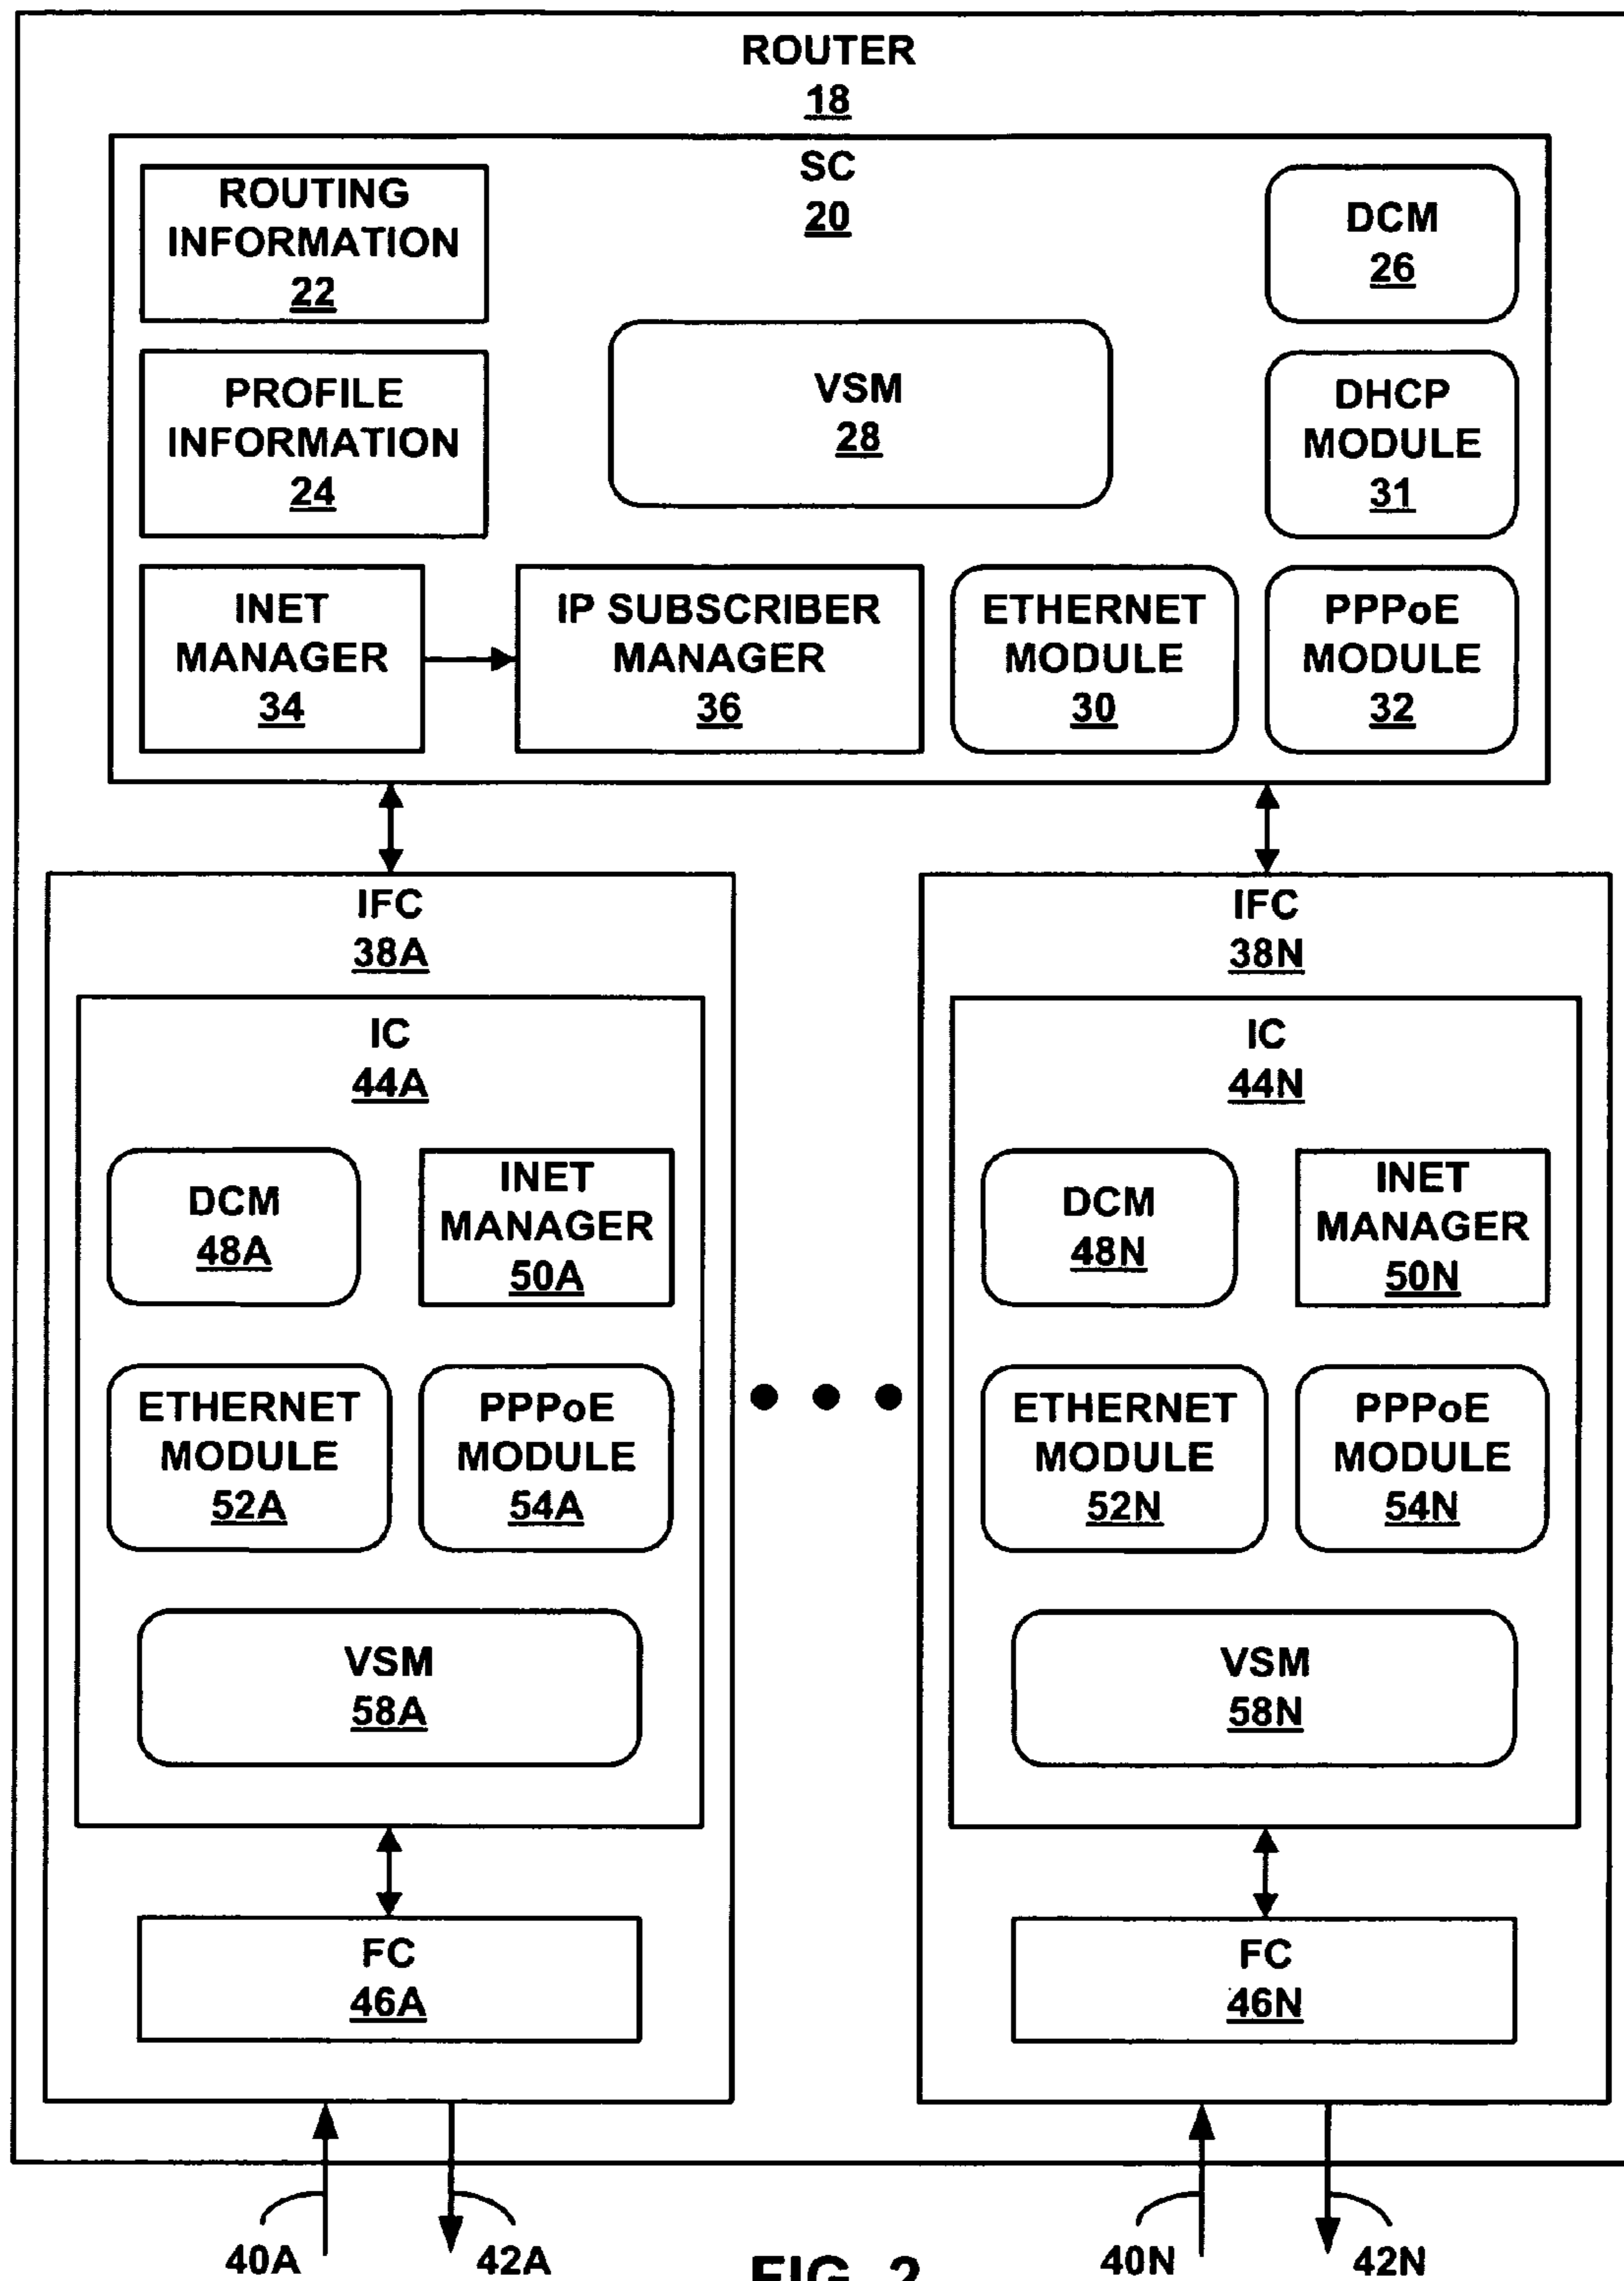 ROUTER
18
SC
20
ROUTING
INFORMATION
22
DCM
26
PROFILE
INFORMATION
24
VSM
28
DHCP
MODULE
31
INET
MANAGER
34
IP SUBSCRIBER
MANAGER
36
ETHERNET
MODULE
30
PPPoE
MODULE
32
IFC
38A
IC
44A
DCM
48A
INET
MANAGER
50A
ETHERNET
MODULE
52A
PPPoE
MODULE
54A
VSM
58A
FC
46A
IFC
38N
IC
44N
DCM
48N
INET
MANAGER
50N
ETHERNET
MODULE
52N
PPPoE
MODULE
54N
VSM
58N
FC
46N
40A
42A
40N
42N
FIG. 2